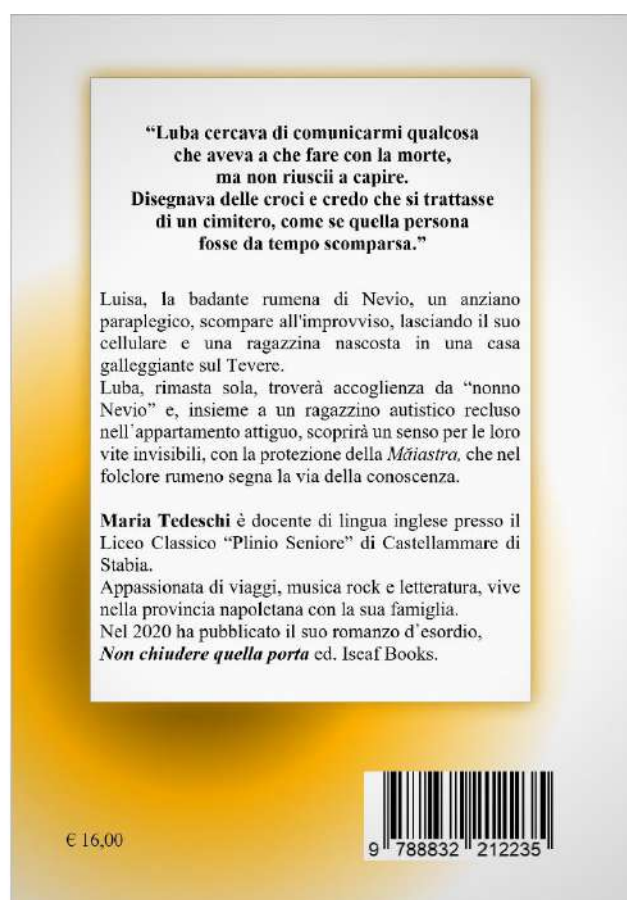 “Luba cercava di comunicarmi qualcosa
che aveva a che fare con la morte,
ma non riuscii a capire.
Disegnava delle croci e credo che si trattasse
di un cimitero, come se quella persona
fosse da tempo scomparsa.”
Luisa, la badante rumena di Nevio, un anziano
paraplegico, scompare all'improvviso, lasciando il suo
cellulare e una ragazzina nascosta in una casa
galleggiante sul Tevere.
Luba, rimasta sola, troverà accoglienza da “nonno
Nevio” e, insieme a un ragazzino autistico recluso
nell’appartamento attiguo, scoprirà un senso per le loro
vite invisibili, con la protezione della Măiastra, che nel
folclore rumeno segna la via della conoscenza.
Maria Tedeschi è docente di lingua inglese presso il
Liceo Classico “Plinio Seniore” di Castellammare di
Stabia.
Appassionata di viaggi, musica rock e letteratura, vive
nella provincia napoletana con la sua famiglia.
Nel 2020 ha pubblicato il suo romanzo d’esordio,
Non chiudere quella porta ed. Iseaf Books.
€ 16,00
9 788832 212235